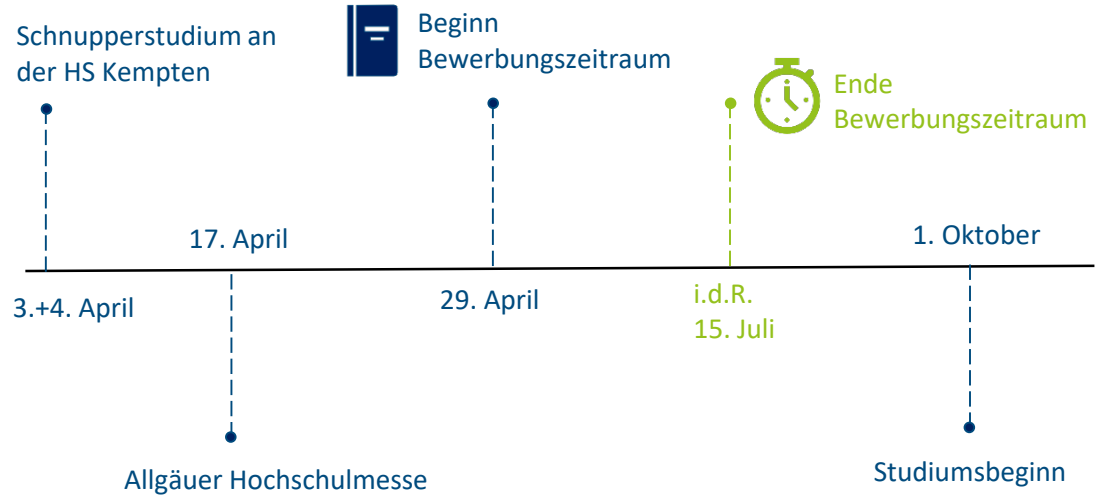 Schnupperstudium an
der HS Kempten
Beginn
Bewerbungszeitraum
Ende
Bewerbungszeitraum
17. April
1. Oktober
3.+4. April
29. April
i.d.R.
15. Juli
Allgäuer Hochschulmesse
Studiumsbeginn